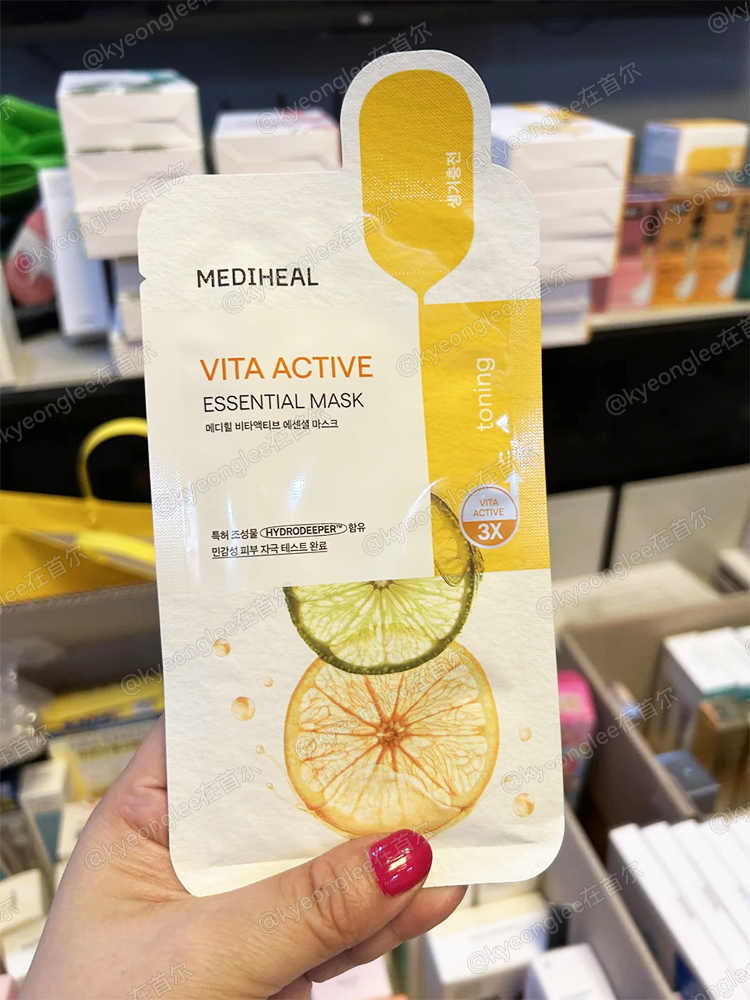 생기충전
MEDIHEAL
VITA ACTIVE
ESSENTIAL MASK
메디힐 비타액티브 에센셜 마스크
toning
VITA
ACTIVE
3X
특허 조성물 HYDRODEEPER™ 함유
민감성 피부 자극 테스트 완료
@kyeonglee在首尔